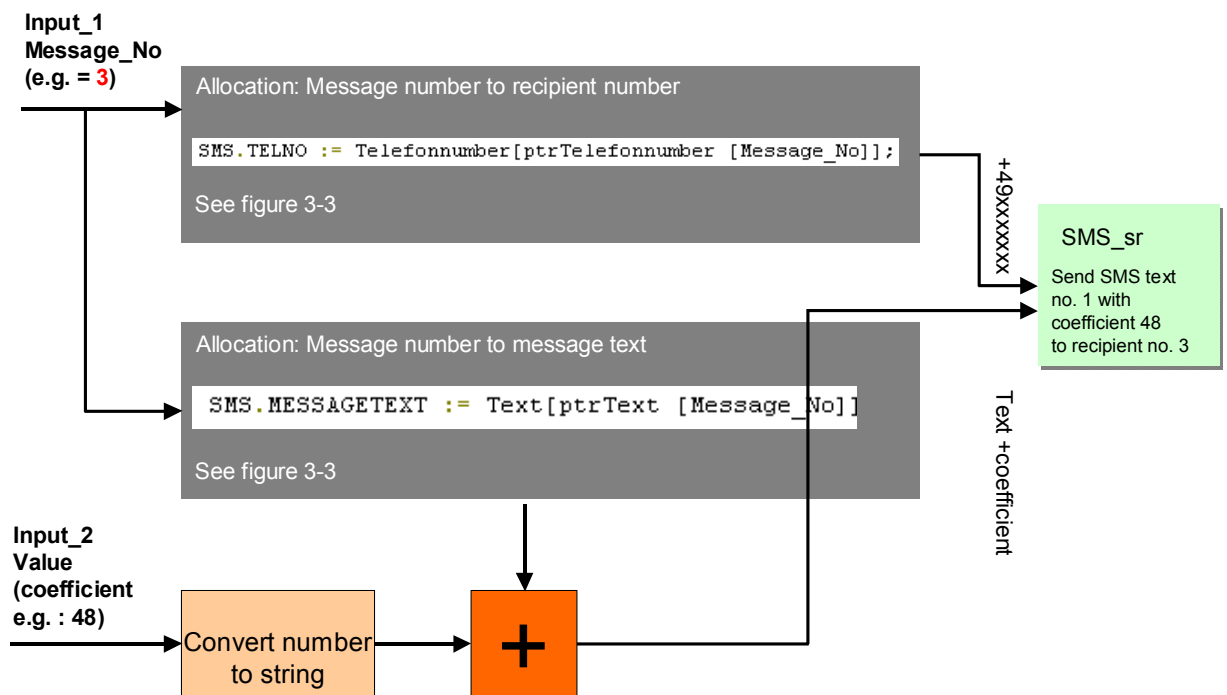 Input_1
Message_No
(e.g. = 3)
Allocation: Message number to recipient number
SMS.TELNO := Telefonnumber[ptrTelefonnumber [Message_No]];
See figure 3-3
+49xxxxxxx
SMS_sr
Send SMS text
no. 1 with
coefficient 48
to recipient no. 3
Allocation: Message number to message text
SMS.MESSAGETEXT := Text[ptrText [Message_No]]
See figure 3-3
Text +coefficient
Input_2
Value
(coefficient
e.g. : 48)
Convert number
to string
+